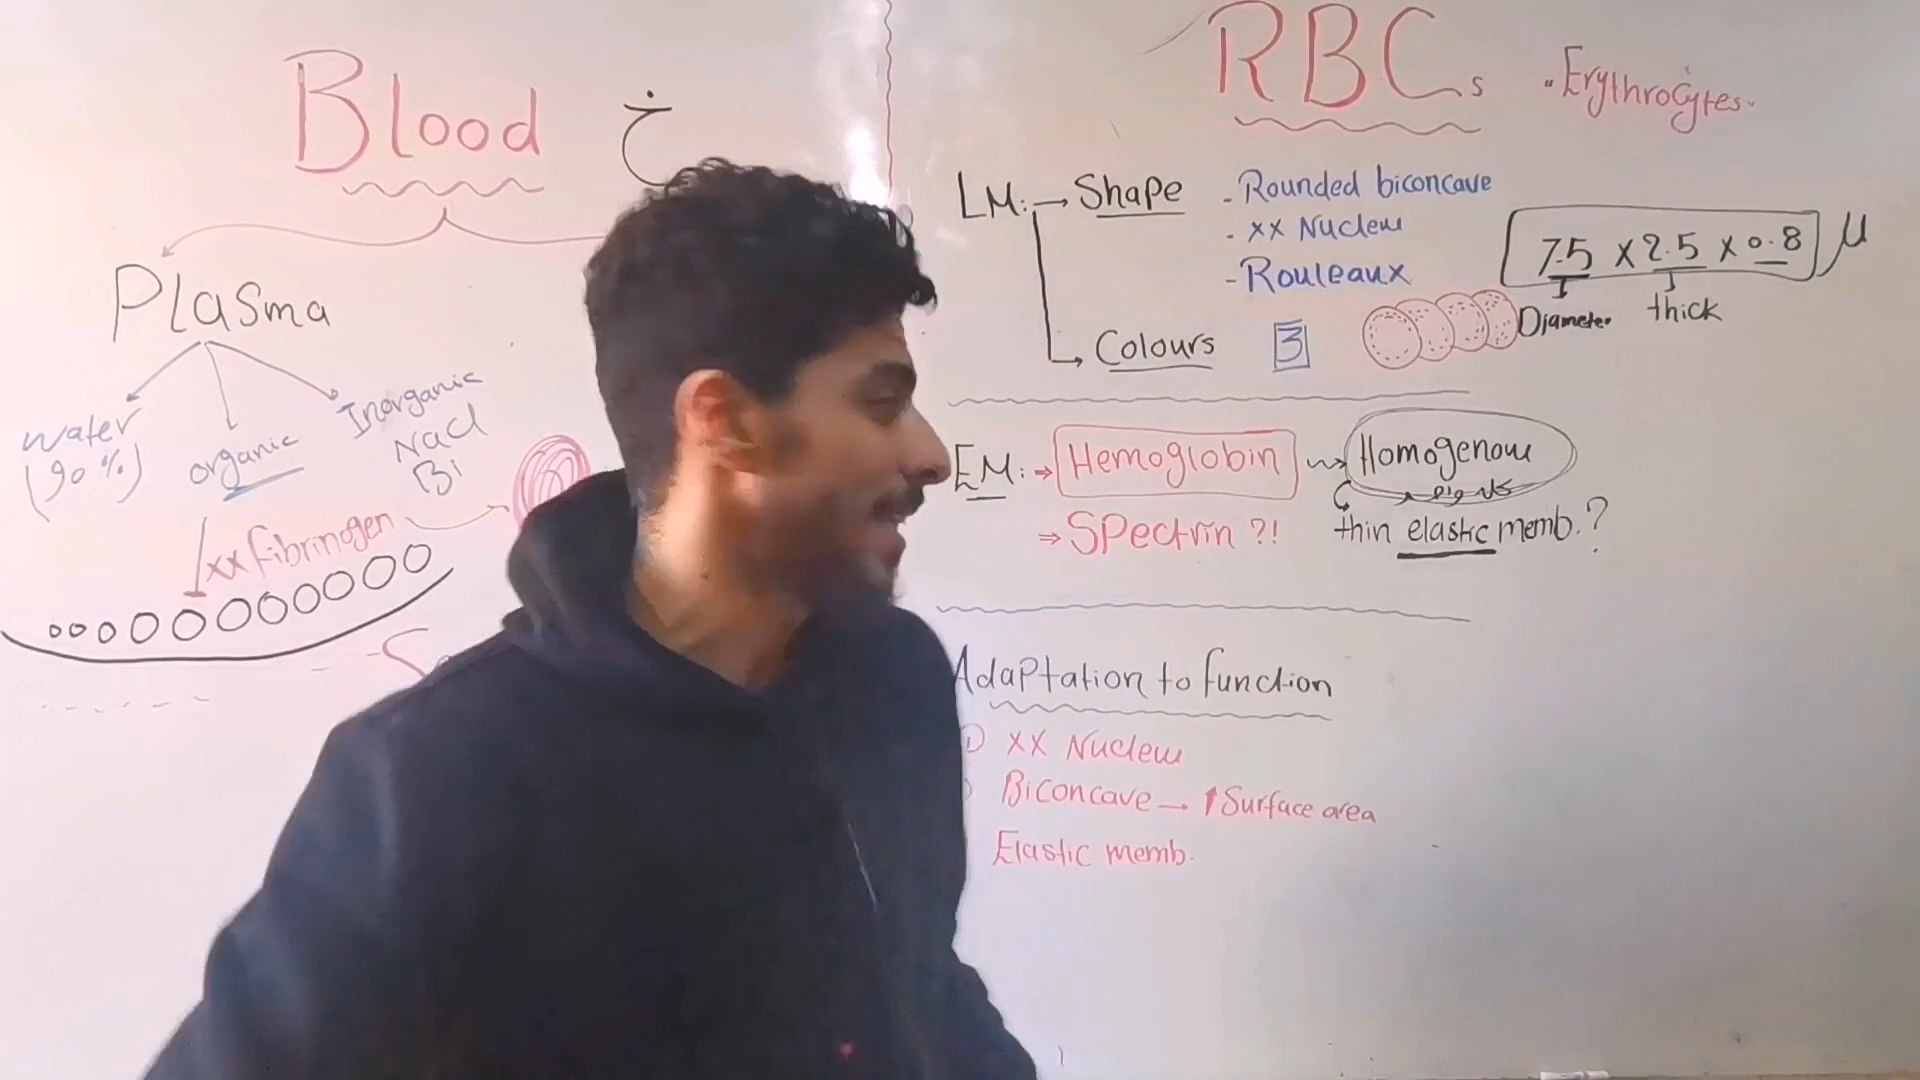 Blood خ
Plasma
water
(90%)
organic
Inorganic
Nacl
Bi
xx fibrinogen
RBCs "Erythrocytes"
LM: → Shape - Rounded biconcave
- xx Nucleus
- Rouleaux
7.5 x 2.5 x 0.8 μ
Diameter thick
Colours 3
EM: ⇒ Hemoglobin Homogenous
⇒ Spectrin ?! thin elastic memb. ?
Adaptation to function
1) XX Nucleus
Biconcave → ↑ Surface area
Elastic memb.